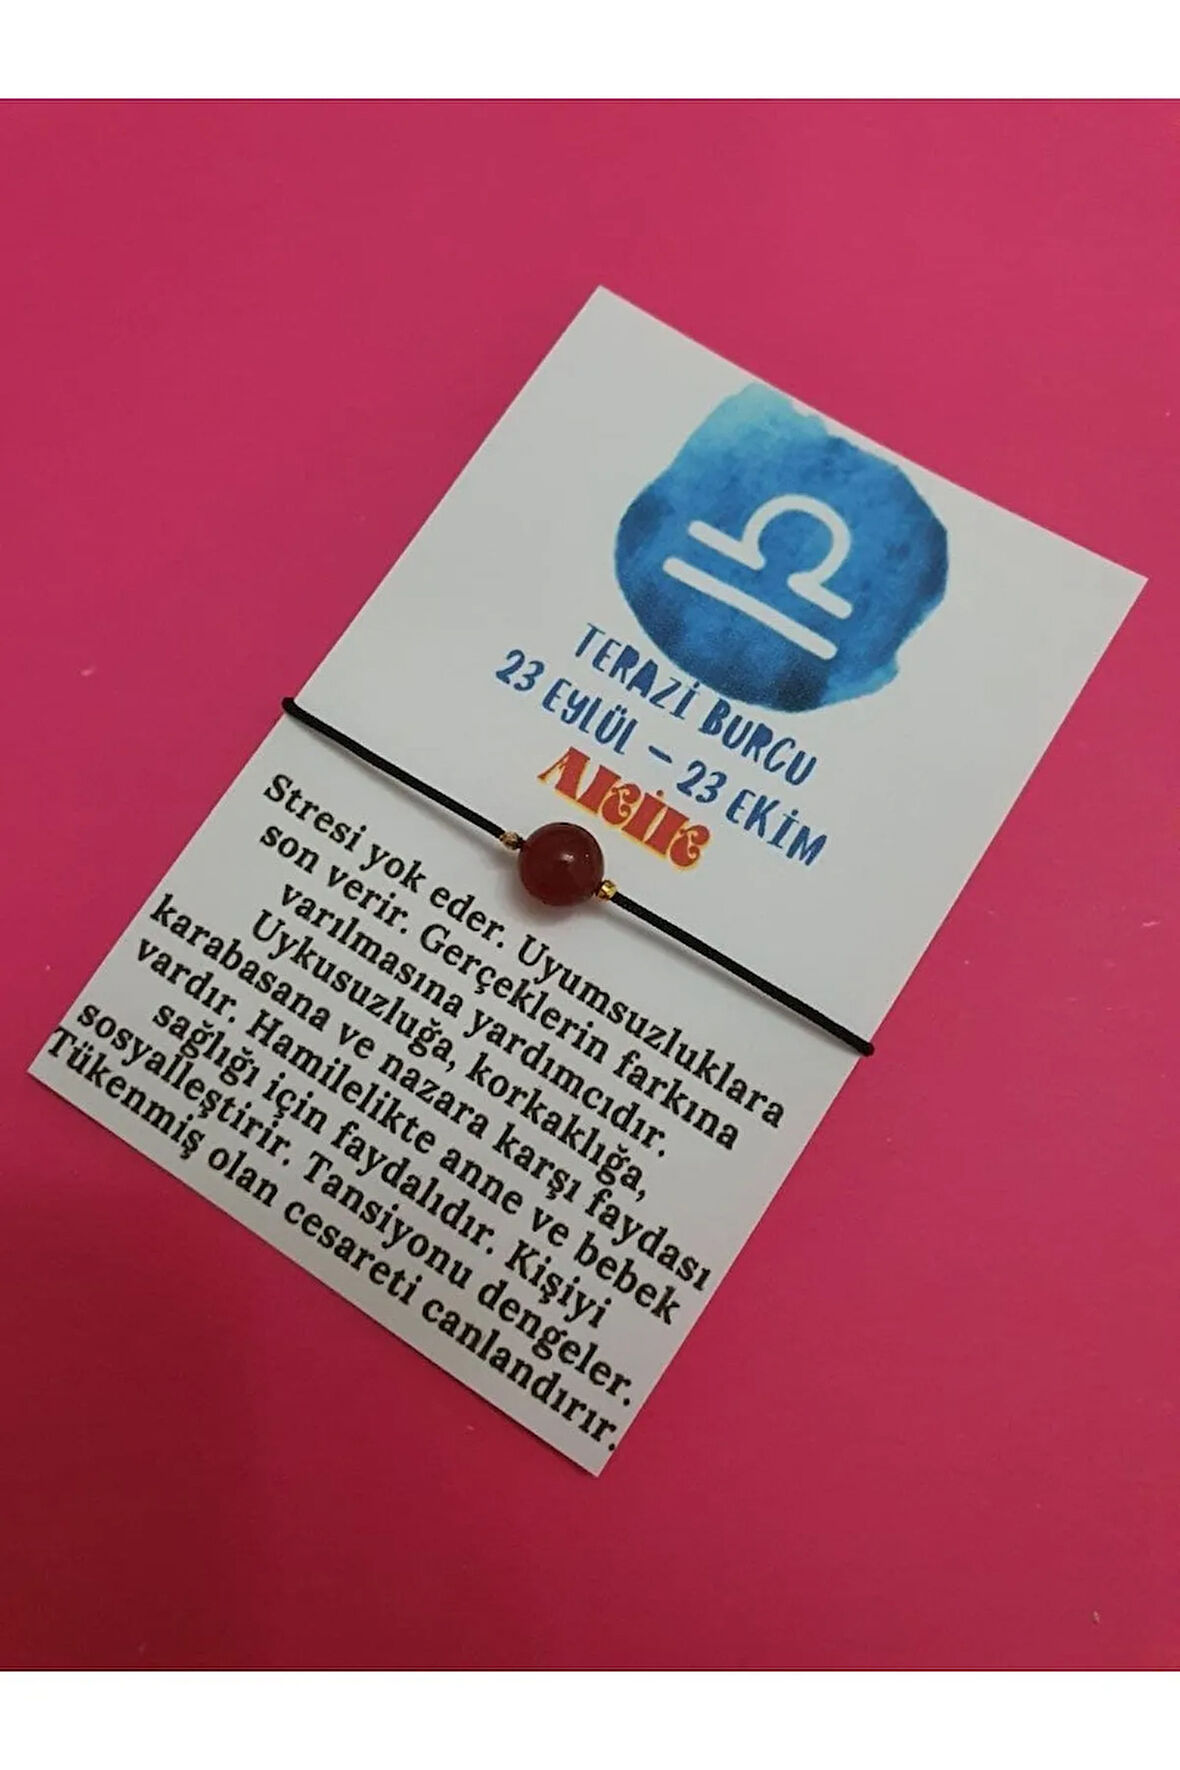 TERAZİ BURCU
23 EYLÜL - 23 EKİM
AKİK
Stresi yok eder. Uyumsuzluklara
son verir. Gerçeklerin farkına
varılmasına yardımcıdır.
Uykusuzluğa, korkaklığa,
karabasana ve nazara karşı faydası
vardır. Hamilelikte anne ve bebek
sağlığı için faydalıdır. Kişiyi
sosyalleştirir. Tansiyonu dengeler.
Tükenmiş olan cesareti canlandırır.